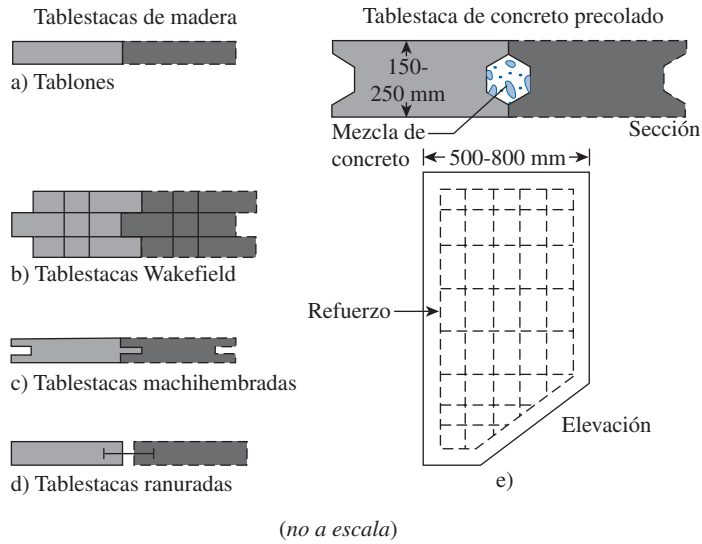 Tablestacas de madera
a) Tablones
b) Tablestacas Wakefield
c) Tablestacas machihembradas
d) Tablestacas ranuradas
Tablestaca de concreto precolado
150-
250 mm
Mezcla de
concreto
Sección
500-800 mm
Refuerzo
Elevación
e)
(no a escala)